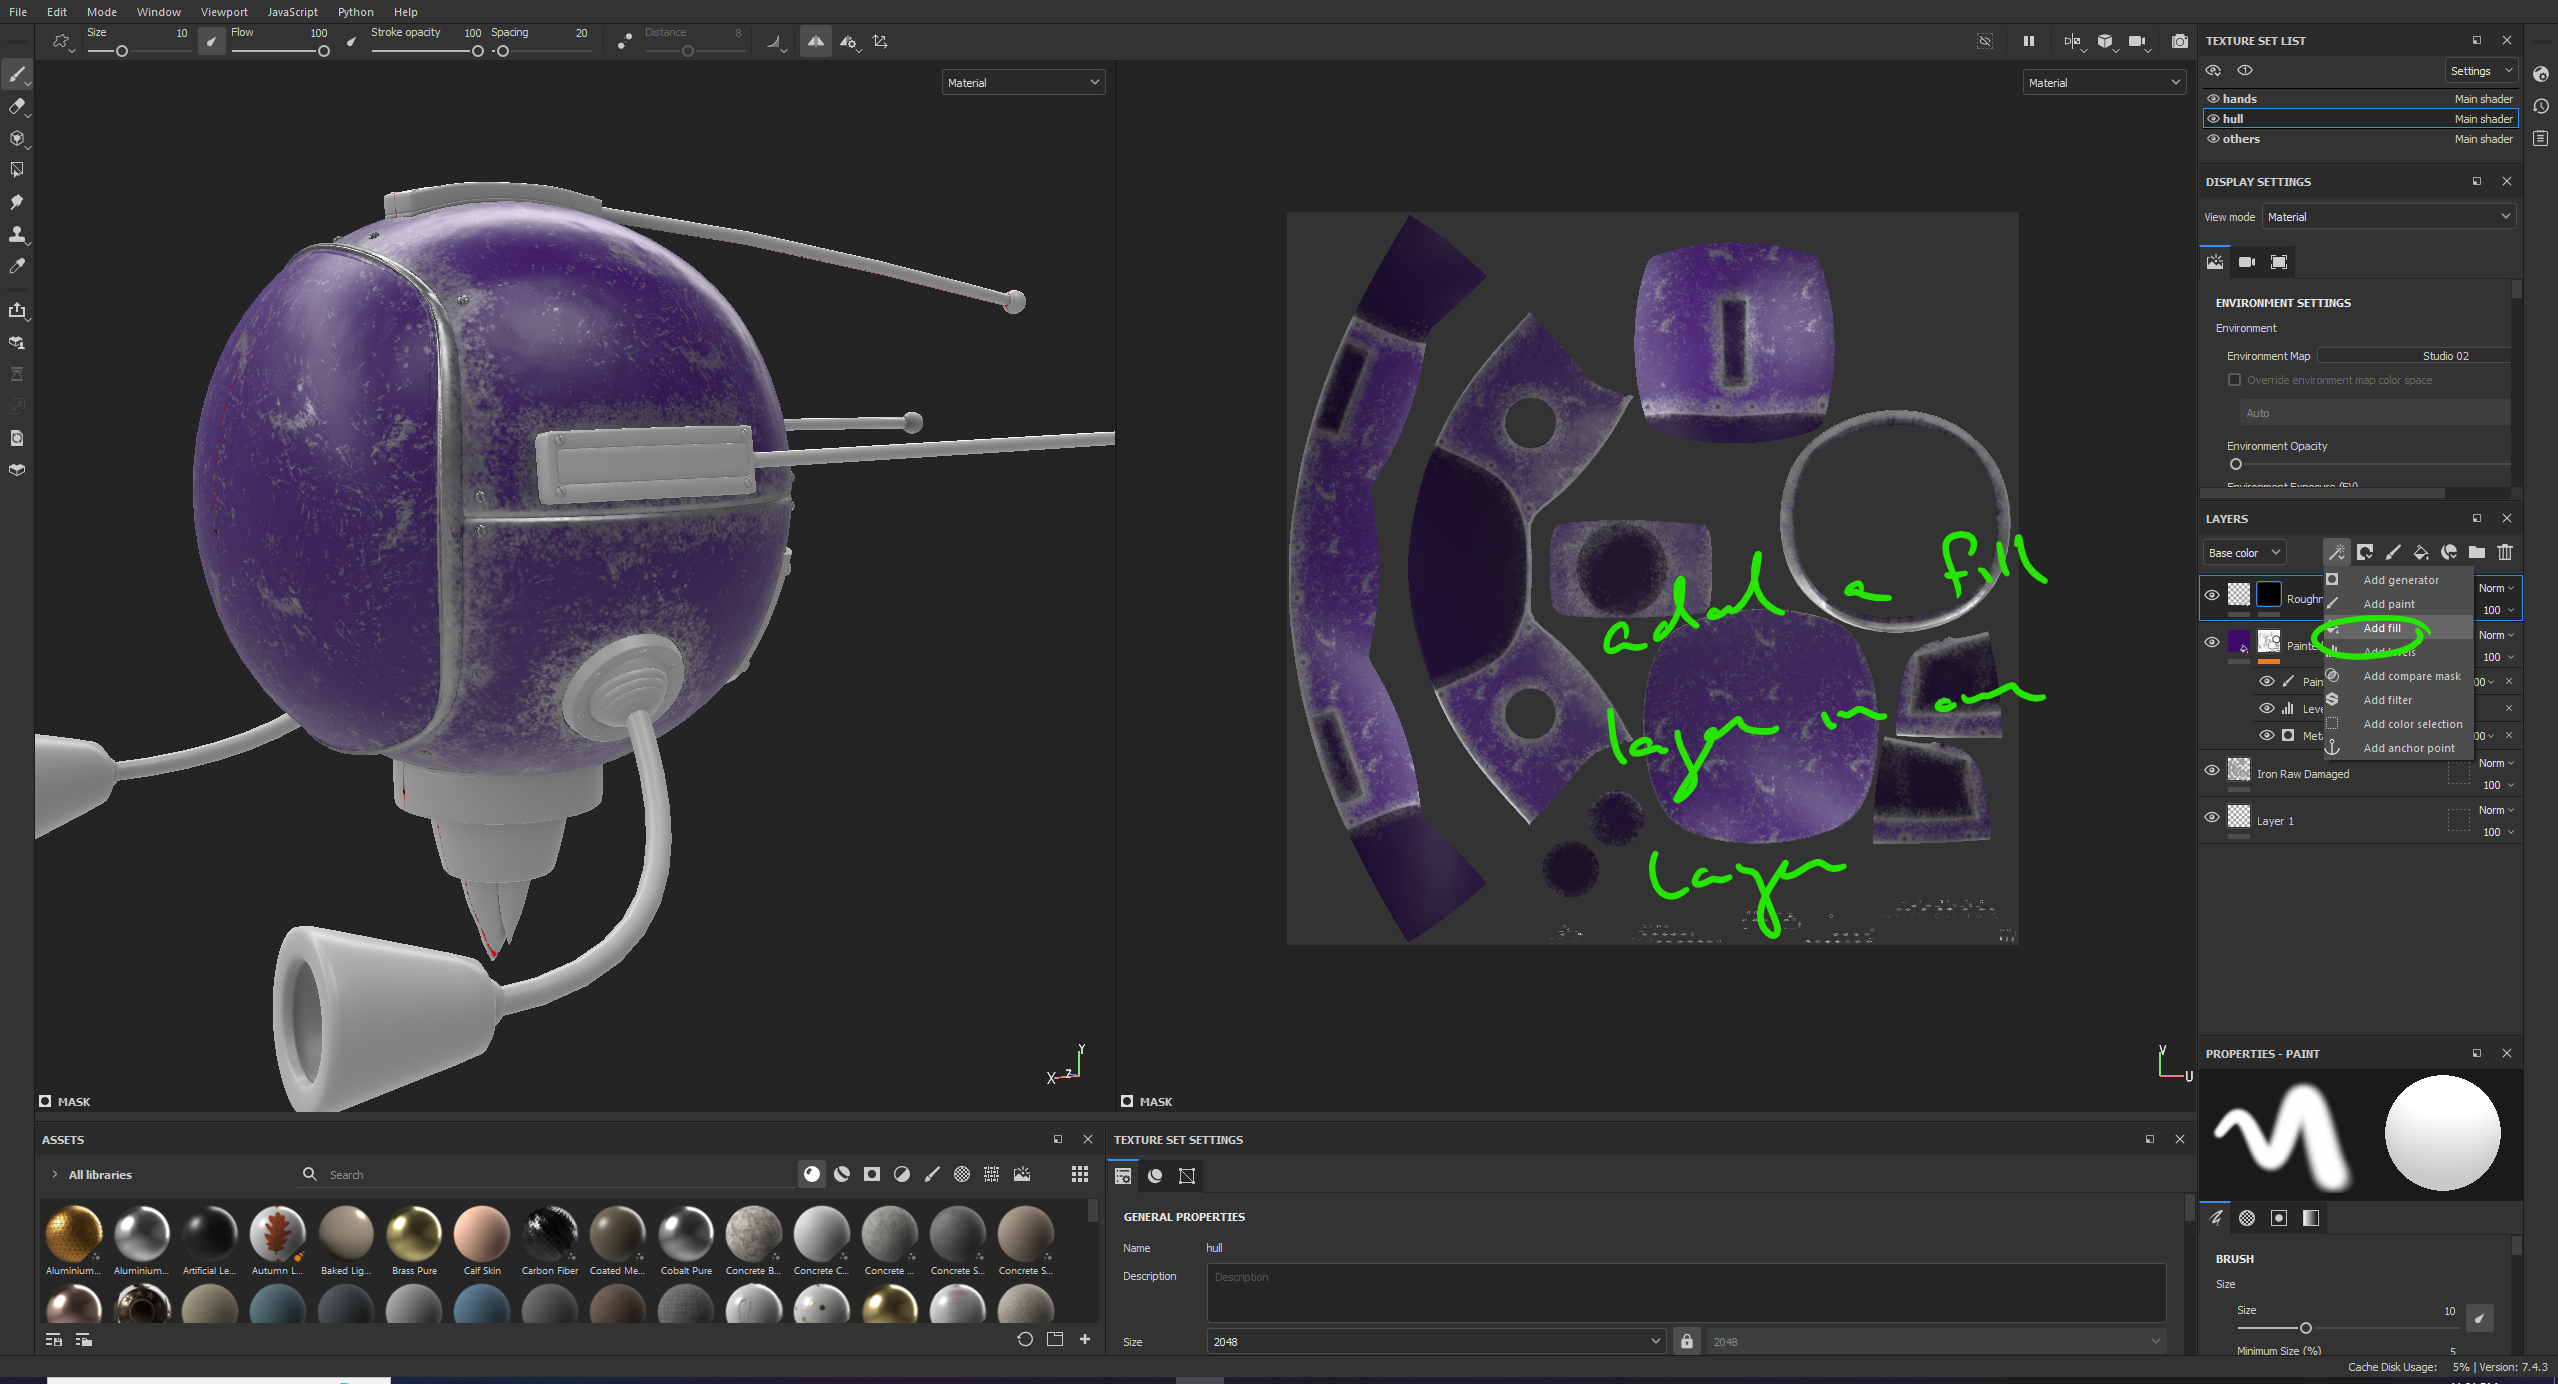 File Edit Mode Window Viewport JavaScript Python Help
Size 10 Flow 100 Stroke opacity 100 Spacing 20 Distance 8
Material
Material
MASK
MASK
Y
X
Z
V
U
add a fill
layer in our
layer
TEXTURE SET LIST
Settings
hands Main shader
hull Main shader
others Main shader
DISPLAY SETTINGS
View mode Material
ENVIRONMENT SETTINGS
Environment
Environment Map Studio 02
Override environment map color space
Auto
Environment Opacity
Environment Exposure (EV)
LAYERS
Base color
Roughn Norm
100
Painte Norm
100
Pain 00
Leve
Met 00
Add generator
Add paint
Add fill
Add levels
Add compare mask
Add filter
Add color selection
Add anchor point
Iron Raw Damaged Norm
100
Layer 1 Norm
100
PROPERTIES - PAINT
BRUSH
Size
Size 10
Minimum Size (%) 5
ASSETS
All libraries Search
Aluminium... Aluminium... Artificial Le... Autumn L... Baked Lig... Brass Pure Calf Skin Carbon Fiber Coated Me... Cobalt Pure Concrete B... Concrete C... Concrete ... Concrete S... Concrete S...
TEXTURE SET SETTINGS
GENERAL PROPERTIES
Name hull
Description Description
Size 2048 2048
Cache Disk Usage: 5% | Version: 7.4.3